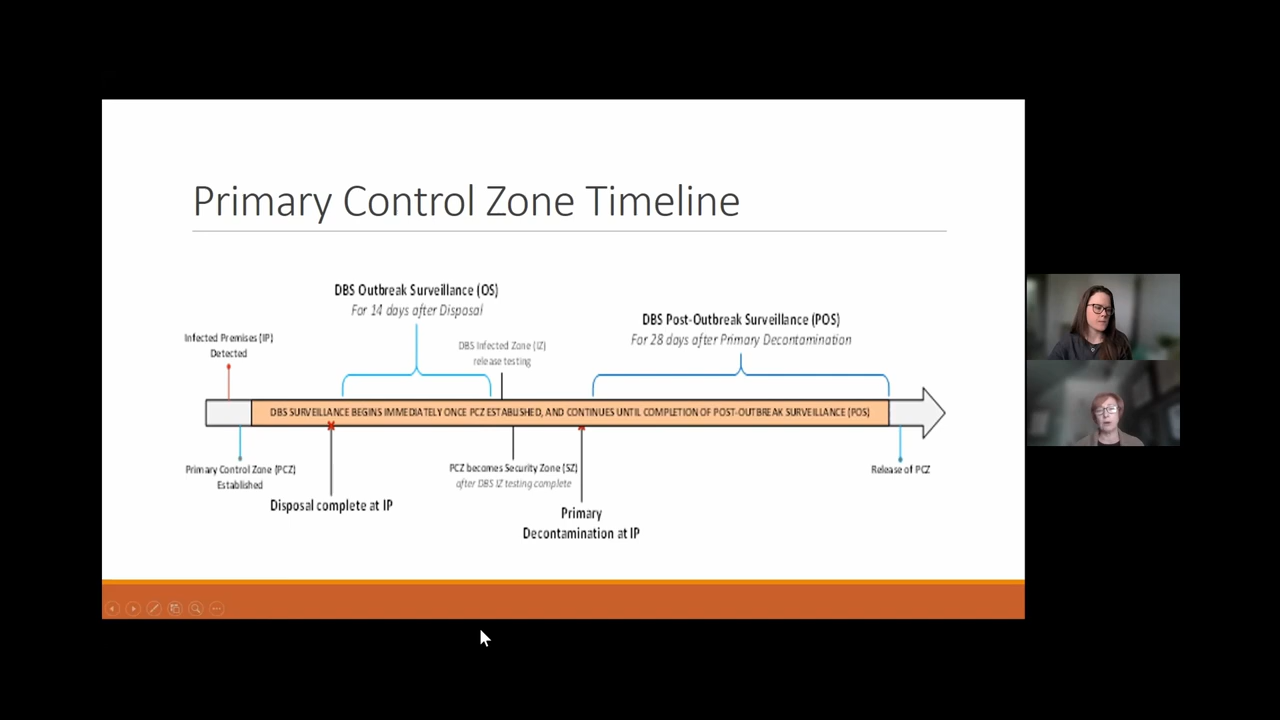 Primary Control Zone Timeline
DBS Outbreak Surveillance (OS)
For 14 days after Disposal
DBS Post-Outbreak Surveillance (POS)
For 28 days after Primary Decontamination
Infected Premises (IP)
Detected
DBS Infected Zone (IZ)
release testing
DBS SURVEILLANCE BEGINS IMMEDIATELY ONCE PCZ ESTABLISHED, AND CONTINUES UNTIL COMPLETION OF POST-OUTBREAK SURVEILLANCE (POS)
Primary Control Zone (PCZ)
Established
Disposal complete at IP
PCZ becomes Security Zone (SZ)
after DBS IZ testing complete
Primary
Decontamination at IP
Release of PCZ